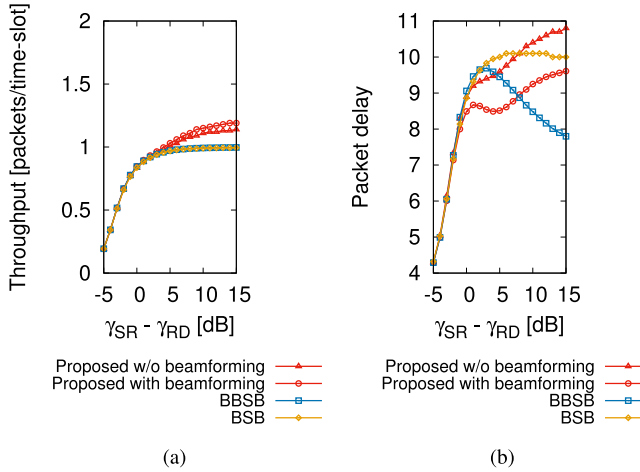 Throughput [packets/time-slot]
2
1.5
1
0.5
0
-5 0 5 10 15
γSR - γRD [dB]
Proposed w/o beamforming
Proposed with beamforming
BBSB
BSB
(a)
Packet delay
11
10
9
8
7
6
5
4
-5 0 5 10 15
γSR - γRD [dB]
Proposed w/o beamforming
Proposed with beamforming
BBSB
BSB
(b)